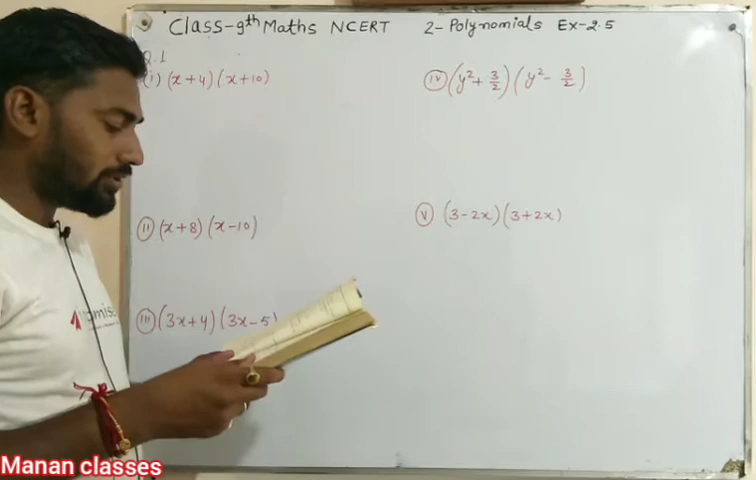 Class-9th Maths NCERT 2-Polynomials Ex-2.5
Q.1
(i) (x+4)(x+10)
(ii) (x+8)(x-10)
(iii) (3x+4)(3x-5)
(iv) (y²+ 3/2)(y²- 3/2)
(v) (3-2x)(3+2x)
Manan classes